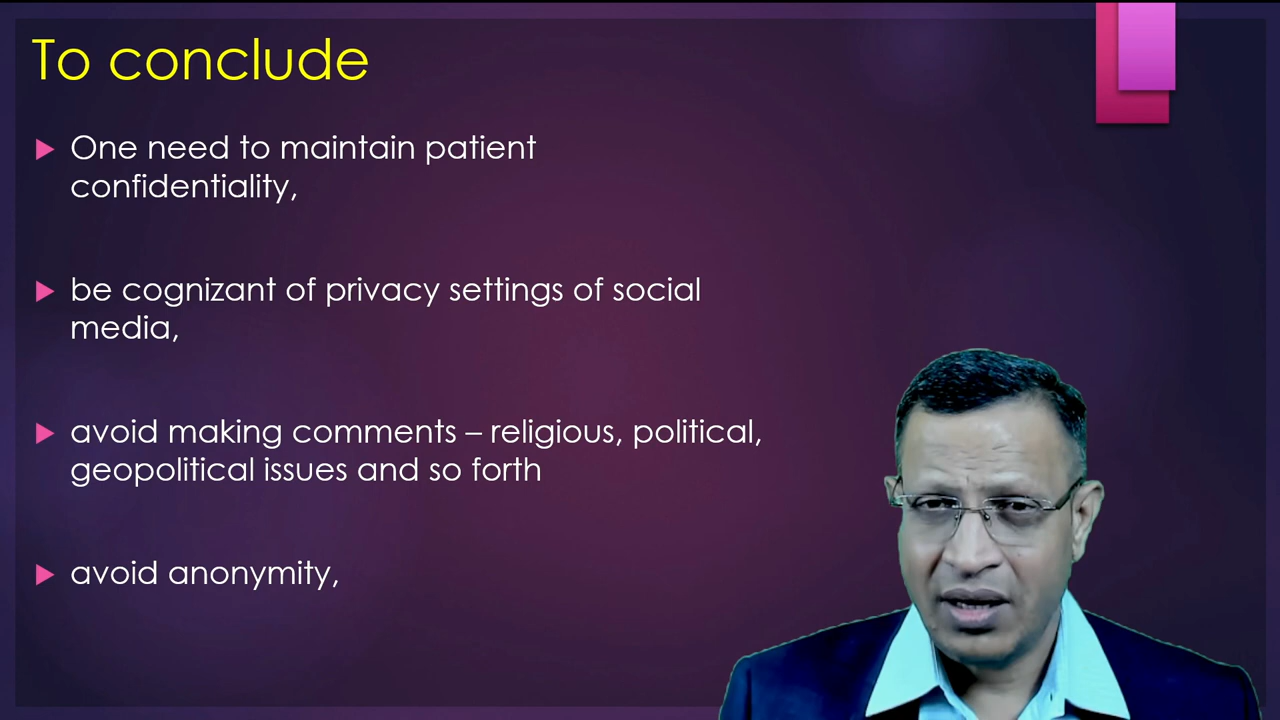 To conclude
One need to maintain patient
confidentiality,
be cognizant of privacy settings of social
media,
avoid making comments – religious, political,
geopolitical issues and so forth
avoid anonymity,